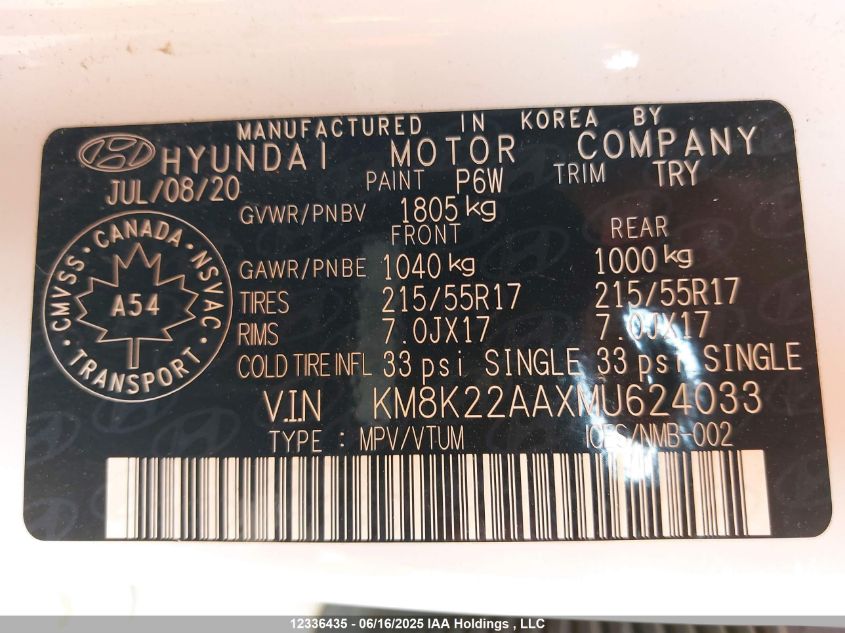 MANUFACTURED IN KOREA BY
HYUNDAI MOTOR COMPANY
JUL/08/20 PAINT P6W TRIM TRY
GVWR/PNBV 1805 kg
FRONT REAR
GAWR/PNBE 1040 kg 1000 kg
TIRES 215/55R17 215/55R17
RIMS 7.0JX17 7.0JX17
COLD TIRE INFL 33 psi SINGLE 33 psi SINGLE
CMVSS · CANADA · NSVAC · TRANSPORT ·
A54
VIN KM8K22AAXMU624033
TYPE : MPV/VTUM ICES/NMB-002
12336435 - 06/16/2025 IAA Holdings , LLC